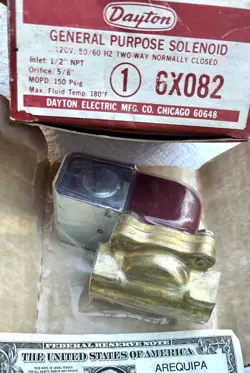 Dayton
GENERAL PURPOSE SOLENOID
120V, 50/60 HZ TWO-WAY NORMALLY CLOSED
Inlet: 1/2" NPT
Orifice: 5/8"
MOPD: 150 Psig
Max. Fluid Temp: 180°F
1 6X082
DAYTON ELECTRIC MFG. CO. CHICAGO 60648
FEDERAL RESERVE NOTE
THE UNITED STATES OF AMERICA
AREQUIPA